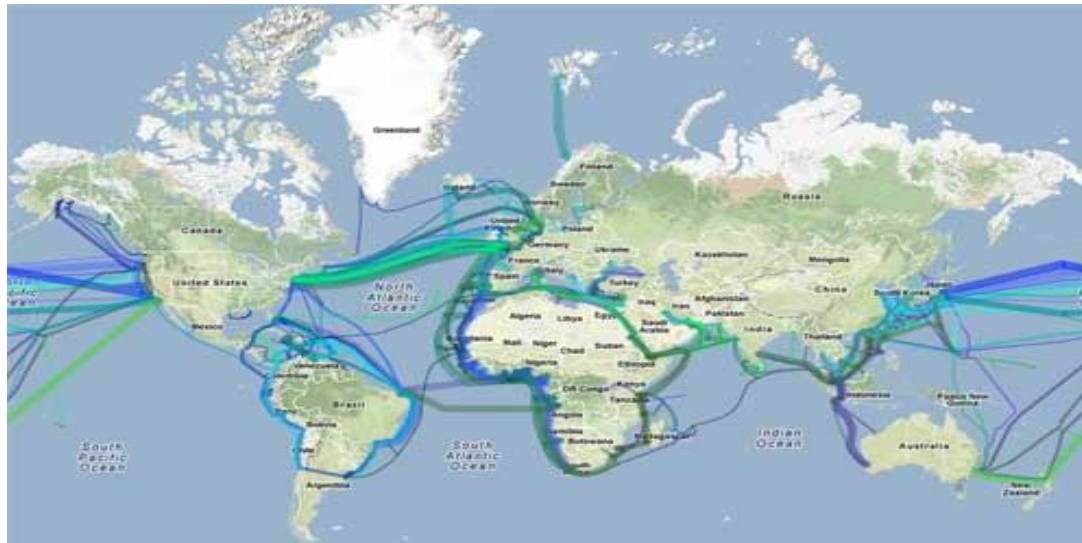 Greenland
Finland
Sweden
Iceland
Norway
Russia
Canada
United
Poland
Germany
Ukraine
France
Kazakhstan
Mongolia
Spain
Italy
United States
North
Atlantic
Ocean
Turkey
China
South Korea
Japan
Iraq
Iran
Afghanistan
Pakistan
Algeria
Libya
Egypt
Saudi
Arabia
India
Mexico
Mali
Niger
Chad
Sudan
Thailand
Nigeria
Ethiopia
Venezuela
DR Congo
Kenya
Tanzania
Indonesia
Papua New
Guinea
Brazil
Peru
Bolivia
Angola
Namibia
Botswana
Madagascar
Indian
Ocean
Australia
South
Pacific
Ocean
South
Atlantic
Ocean
Chile
South
Argentina
New
Zealand